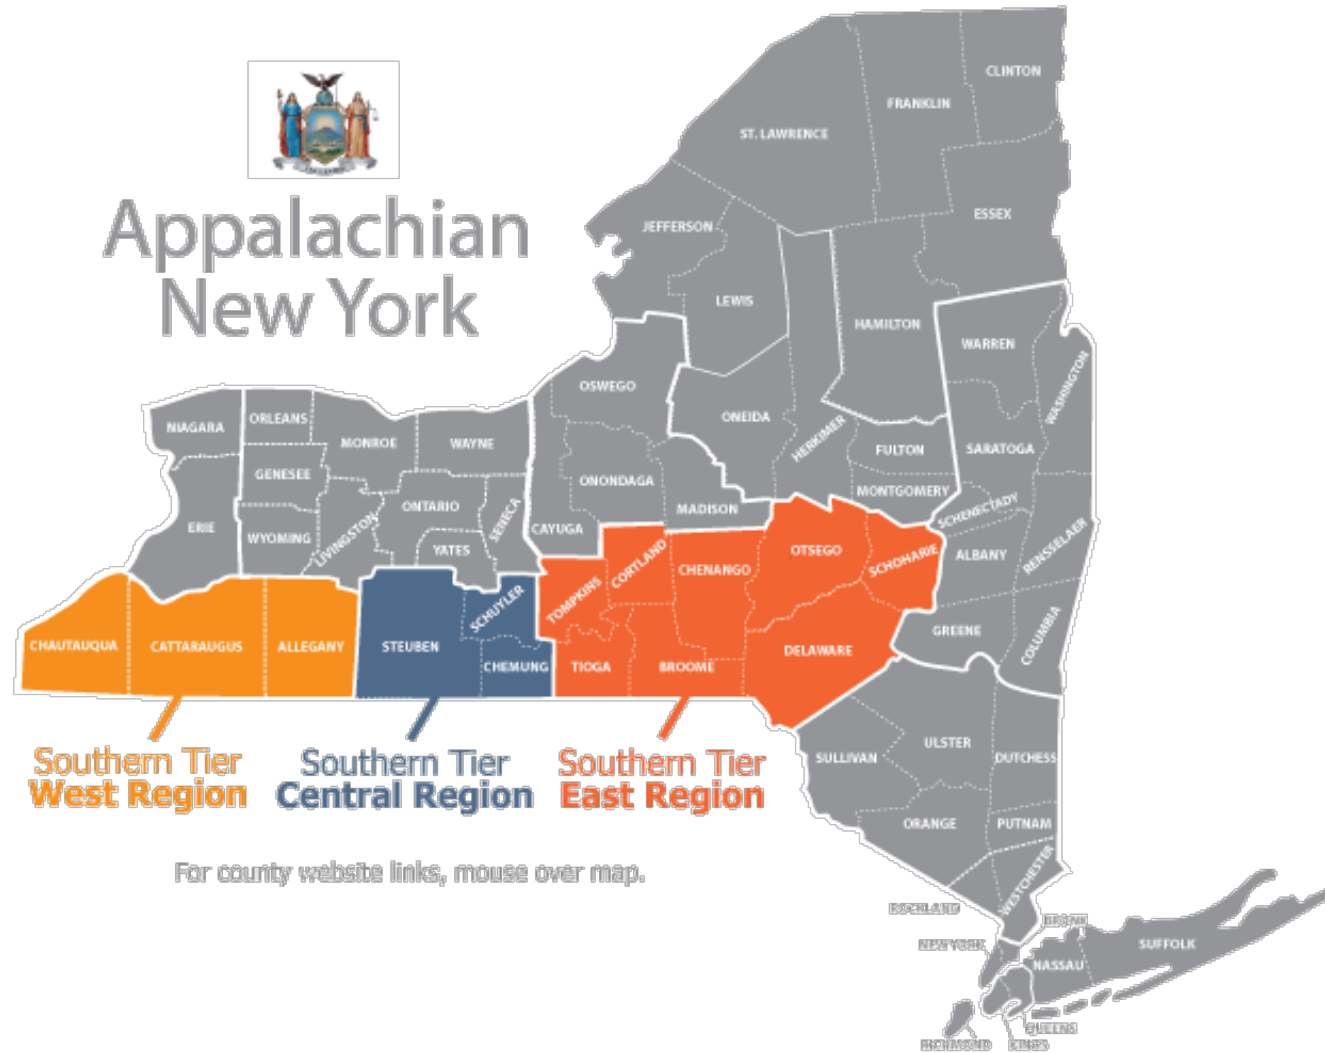 Appalachian
New York
CLINTON
FRANKLIN
ST. LAWRENCE
ESSEX
JEFFERSON
LEWIS
HAMILTON
WARREN
WASHINGTON
OSWEGO
ONEIDA
HERKIMER
FULTON
SARATOGA
NIAGARA
ORLEANS
MONROE
WAYNE
GENESEE
ONONDAGA
MONTGOMERY
ONTARIO
SENECA
MADISON
SCHENECTADY
ERIE
WYOMING
LIVINGSTON
YATES
CAYUGA
OTSEGO
SCHOHARIE
ALBANY
RENSSELAER
CORTLAND
CHENANGO
TOMPKINS
SCHUYLER
GREENE
COLUMBIA
CHAUTAUQUA
CATTARAUGUS
ALLEGANY
STEUBEN
CHEMUNG
TIOGA
BROOME
DELAWARE
Southern Tier
West Region
Southern Tier
Central Region
Southern Tier
East Region
SULLIVAN
ULSTER
DUTCHESS
ORANGE
PUTNAM
For county website links, mouse over map.
WESTCHESTER
ROCKLAND
BRONX
NEW YORK
NASSAU
SUFFOLK
QUEENS
RICHMOND
KINGS